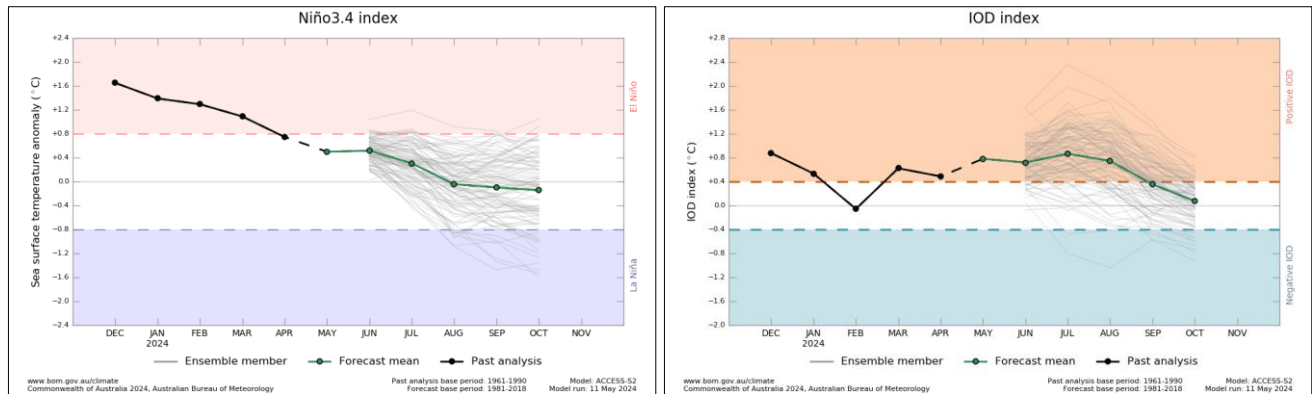 Niño3.4 index
+2.4
+2.0
+1.6
+1.2
+0.8
+0.4
0.0
−0.4
−0.8
−1.2
−1.6
−2.0
−2.4
Sea surface temperature anomaly (°C)
El Niño
La Niña
DEC JAN FEB MAR APR MAY JUN JUL AUG SEP OCT NOV
2024
Ensemble member Forecast mean Past analysis
www.bom.gov.au/climate Past analysis base period: 1961-1990 Model: ACCESS-S2
Commonwealth of Australia 2024, Australian Bureau of Meteorology Forecast base period: 1981-2018 Model run: 11 May 2024
IOD index
+2.8
+2.4
+2.0
+1.6
+1.2
+0.8
+0.4
0.0
−0.4
−0.8
−1.2
−1.6
−2.0
IOD index (°C)
Positive IOD
Negative IOD
DEC JAN FEB MAR APR MAY JUN JUL AUG SEP OCT NOV
2024
Ensemble member Forecast mean Past analysis
www.bom.gov.au/climate Past analysis base period: 1961-1990 Model: ACCESS-S2
Commonwealth of Australia 2024, Australian Bureau of Meteorology Forecast base period: 1981-2018 Model run: 11 May 2024